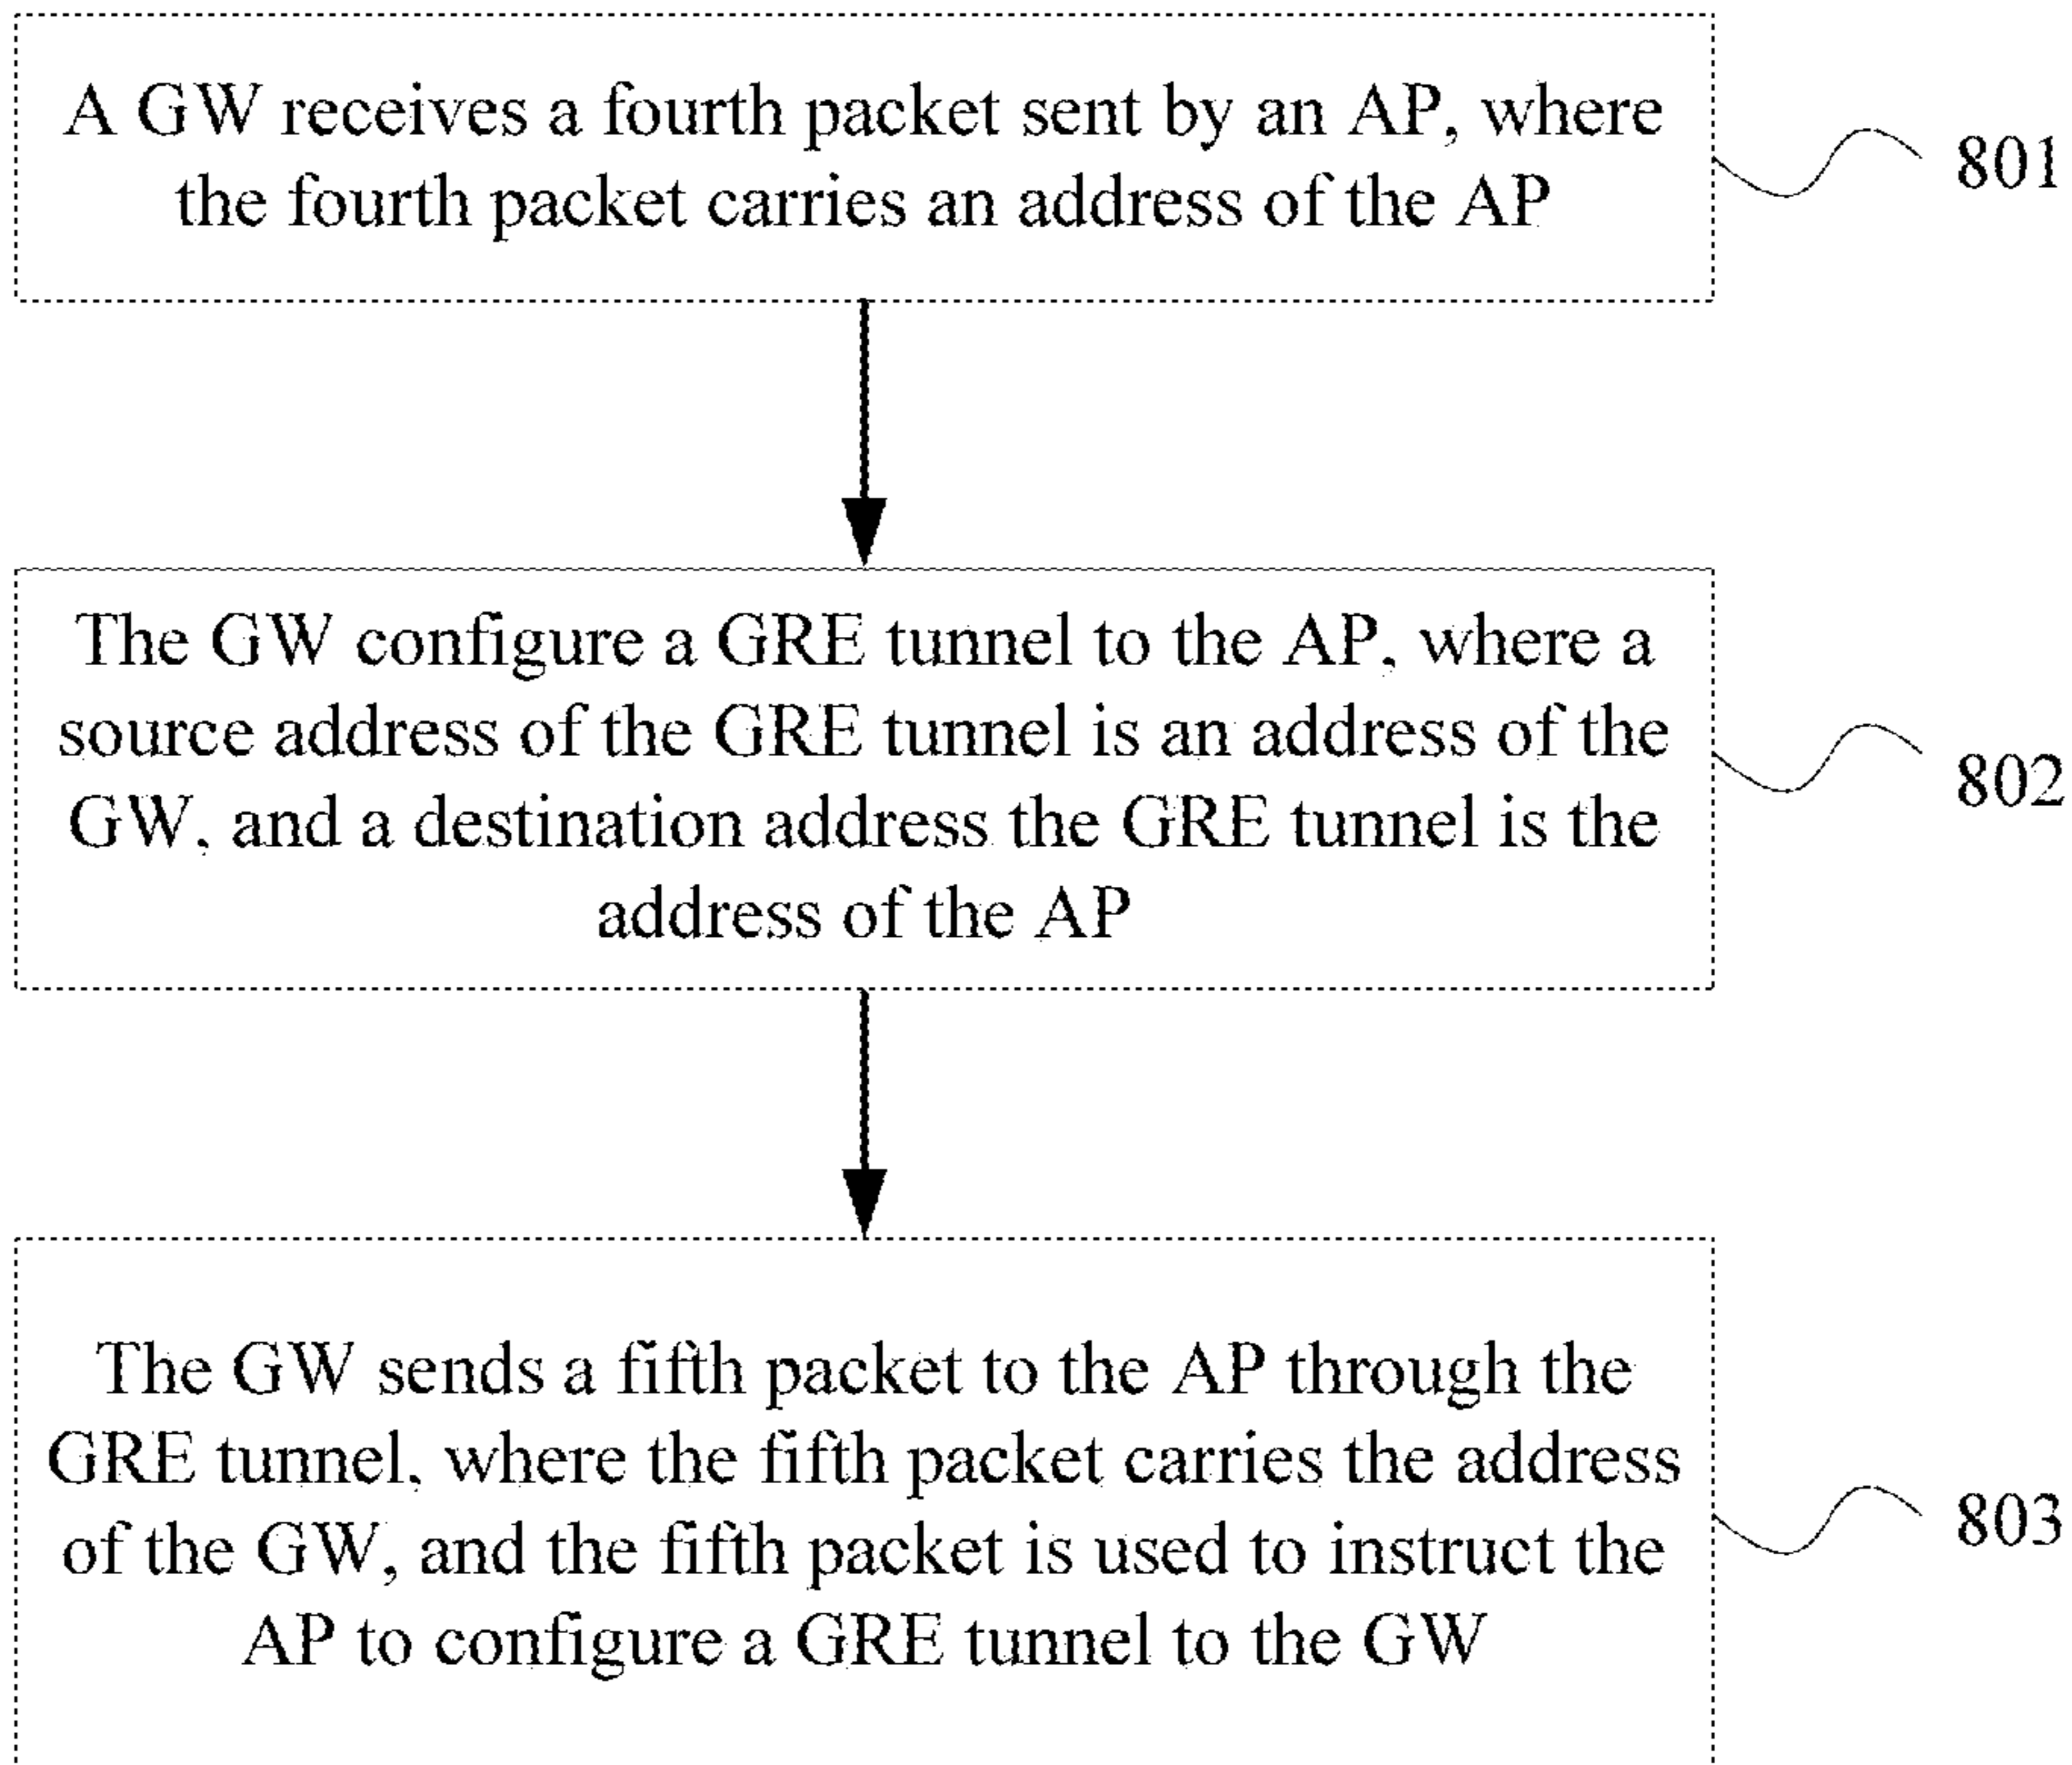 A GW receives a fourth packet sent by an AP, where
the fourth packet carries an address of the AP
801
The GW configure a GRE tunnel to the AP, where a
source address of the GRE tunnel is an address of the
GW, and a destination address the GRE tunnel is the
address of the AP
802
The GW sends a fifth packet to the AP through the
GRE tunnel, where the fifth packet carries the address
of the GW, and the fifth packet is used to instruct the
AP to configure a GRE tunnel to the GW
803